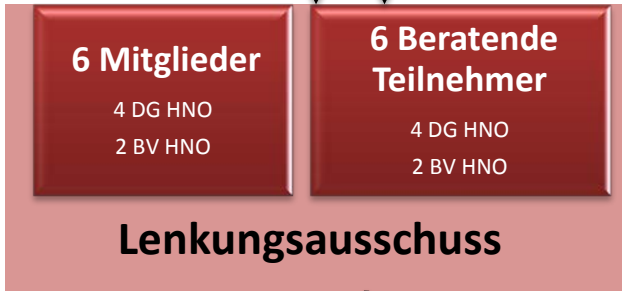 6 Mitglieder
4 DG HNO
2 BV HNO
6 Beratende
Teilnehmer
4 DG HNO
2 BV HNO
Lenkungsausschuss